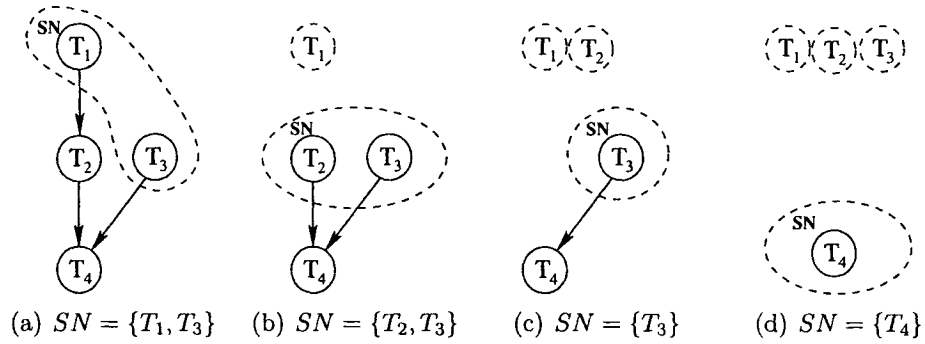 SN T₁ T₁ T₁ T₂ T₁ T₂ T₃
SN SN
T₂ T₃ T₂ T₃ T₃
SN
T₄ T₄ T₄ T₄
(a) SN = {T₁, T₃} (b) SN = {T₂, T₃} (c) SN = {T₃} (d) SN = {T₄}